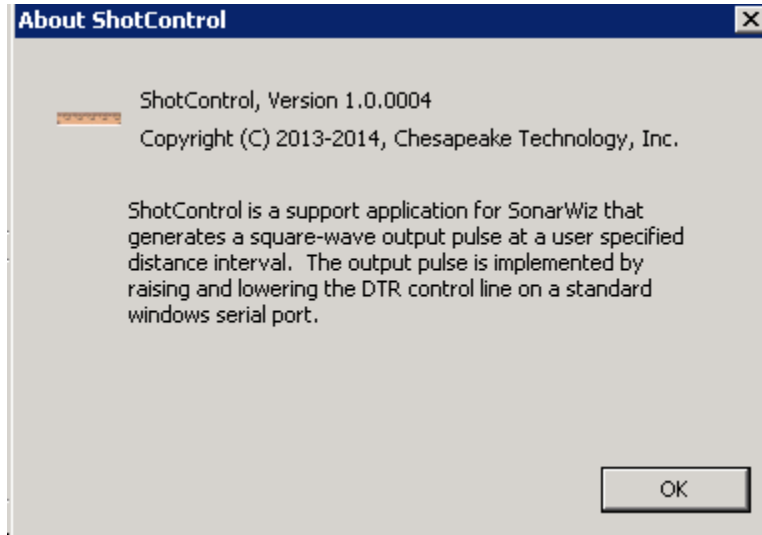 About ShotControl
ShotControl, Version 1.0.0004
Copyright (C) 2013-2014, Chesapeake Technology, Inc.
ShotControl is a support application for SonarWiz that
generates a square-wave output pulse at a user specified
distance interval.  The output pulse is implemented by
raising and lowering the DTR control line on a standard
windows serial port.
OK